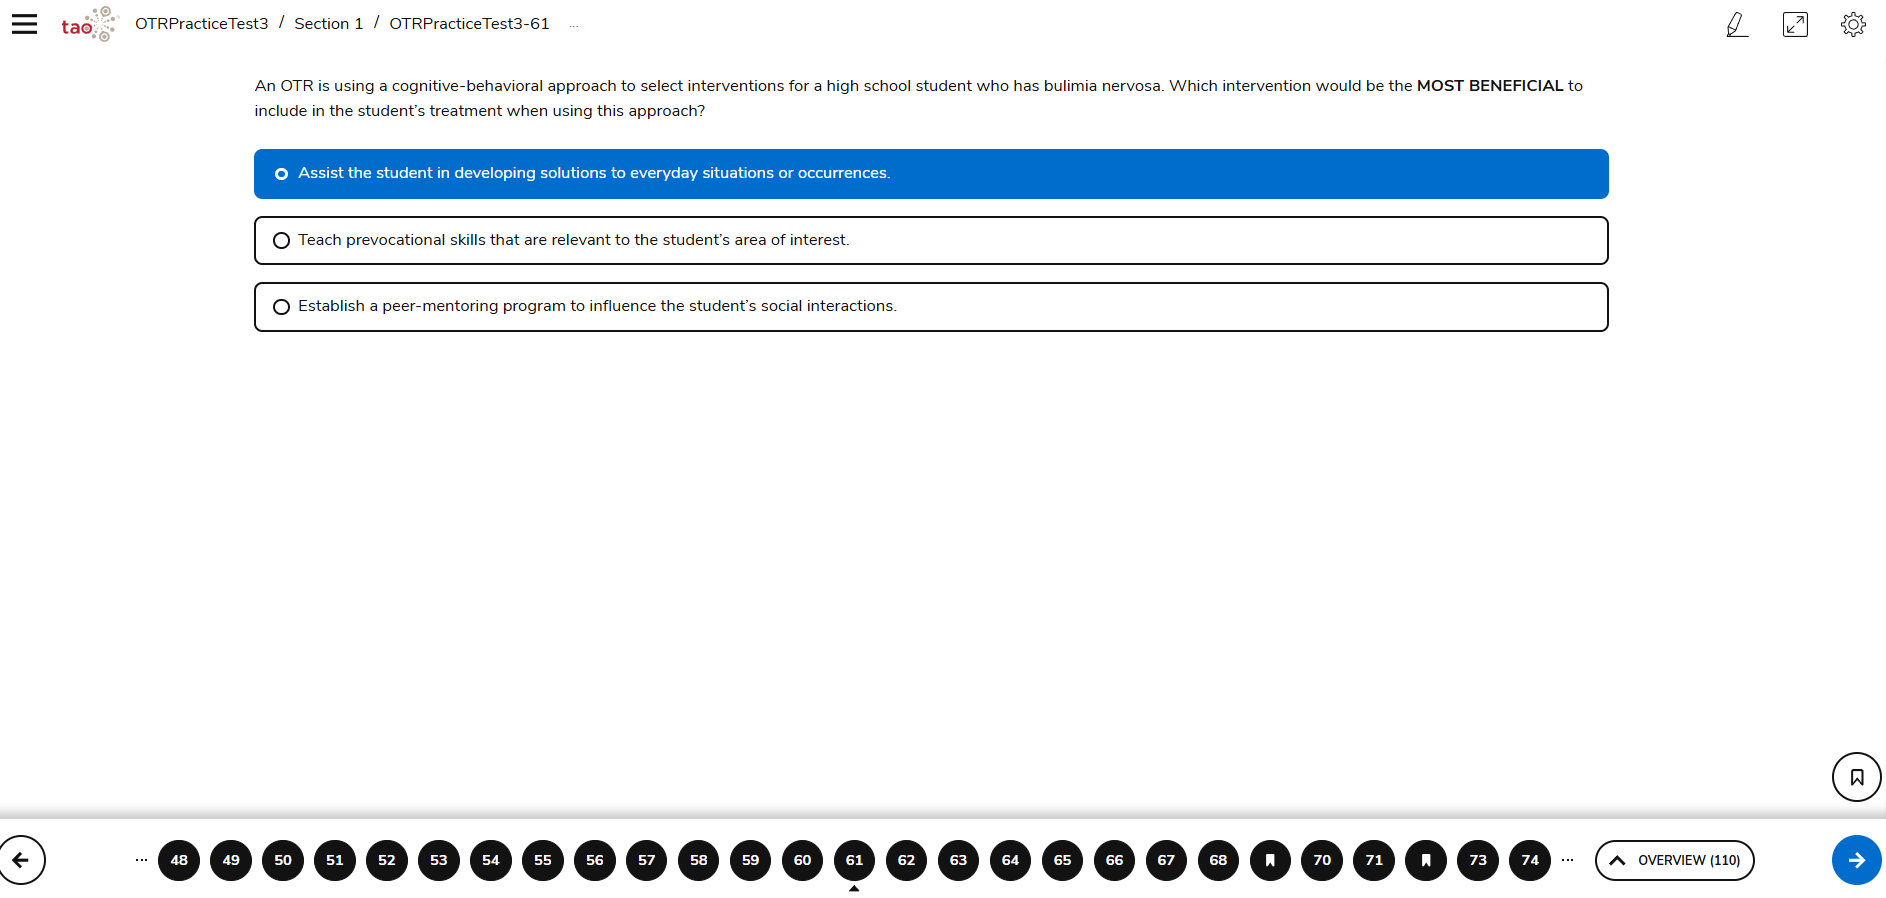 tao OTRPracticeTest3 / Section 1 / OTRPracticeTest3-61 ...
An OTR is using a cognitive-behavioral approach to select interventions for a high school student who has bulimia nervosa. Which intervention would be the MOST BENEFICIAL to
include in the student’s treatment when using this approach?
Assist the student in developing solutions to everyday situations or occurrences.
Teach prevocational skills that are relevant to the student’s area of interest.
Establish a peer-mentoring program to influence the student’s social interactions.
... 48 49 50 51 52 53 54 55 56 57 58 59 60 61 62 63 64 65 66 67 68 70 71 73 74 ... OVERVIEW (110)